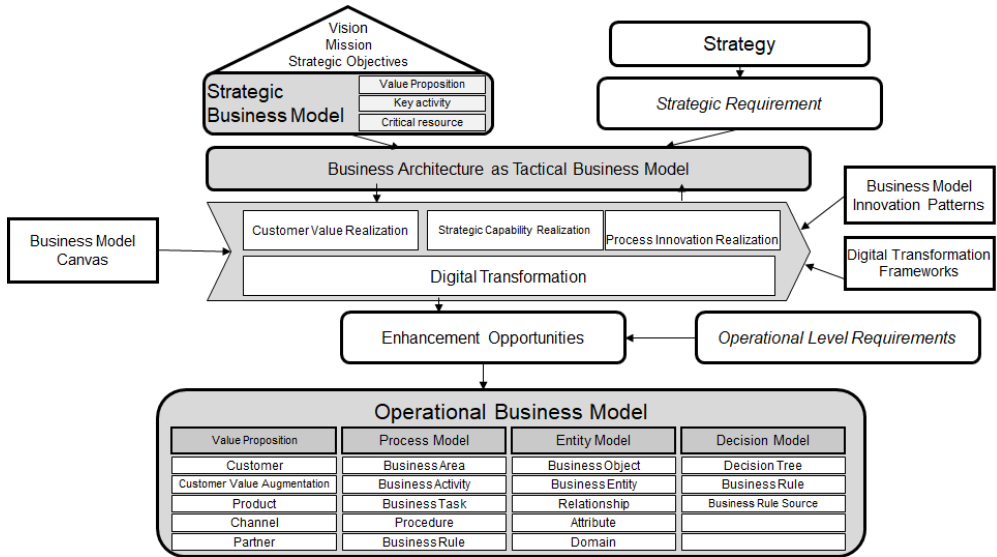 Vision
Mission
Strategic Objectives
Strategic
Business Model
Value Proposition
Key activity
Critical resource
Strategy
Strategic Requirement
Business Architecture as Tactical Business Model
Business Model
Canvas
Customer Value Realization
Strategic Capability Realization
Process Innovation Realization
Digital Transformation
Business Model
Innovation Patterns
Digital Transformation
Frameworks
Enhancement Opportunities
Operational Level Requirements
Operational Business Model
Value Proposition
Process Model
Entity Model
Decision Model
Customer
Business Area
Business Object
Decision Tree
Customer Value Augmentation
Business Activity
Business Entity
Business Rule
Product
Business Task
Relationship
Business Rule Source
Channel
Procedure
Attribute
Partner
Business Rule
Domain